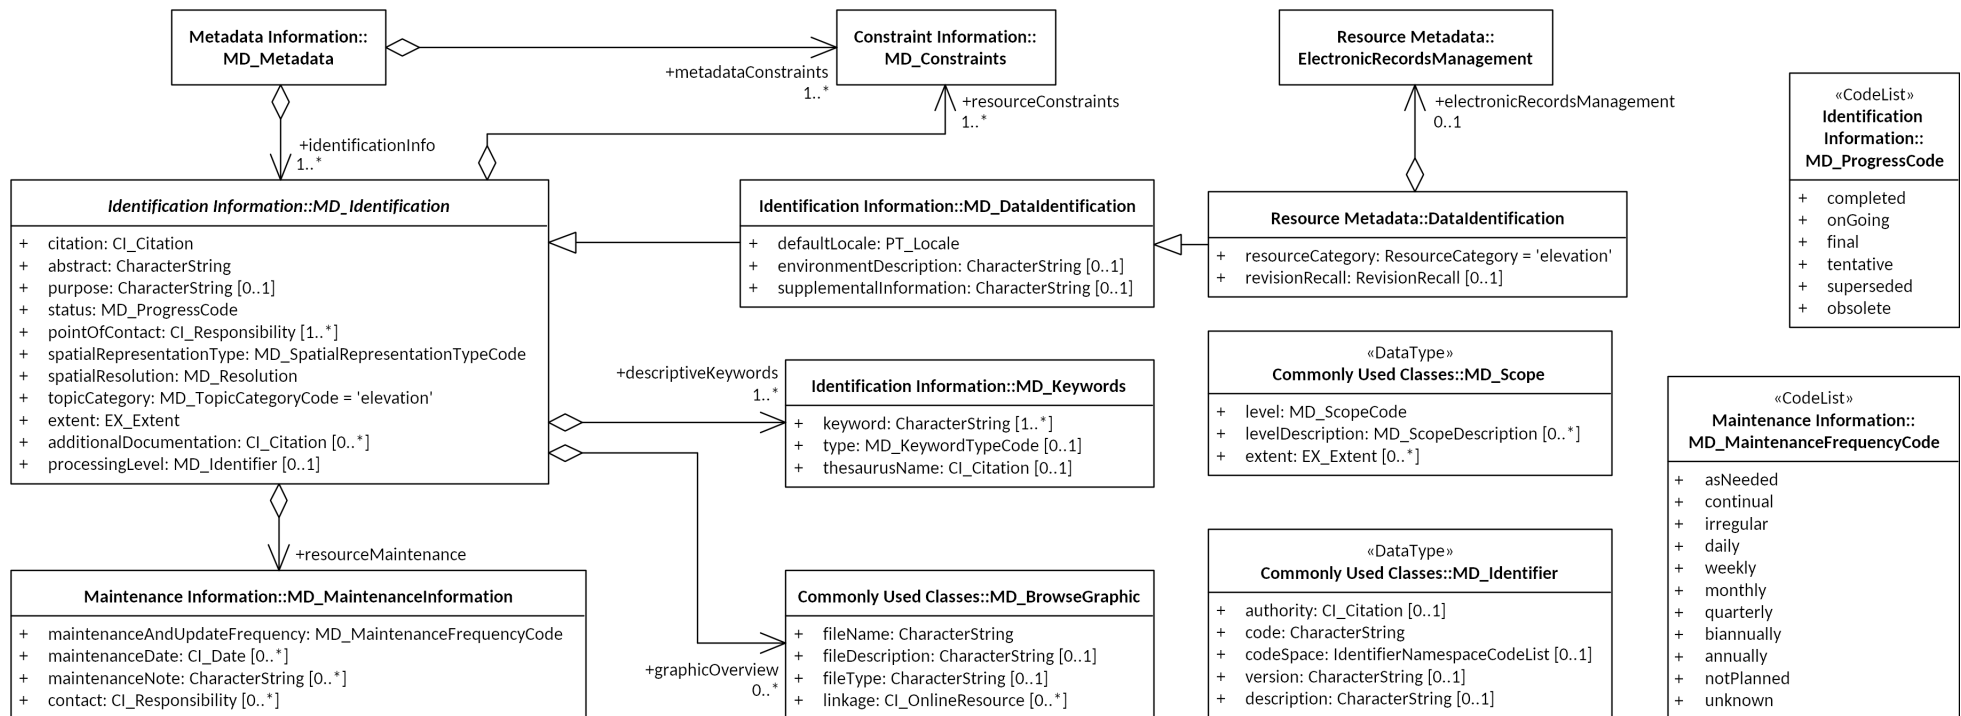 Metadata Information::
MD_Metadata
+metadataConstraints
1..*
Constraint Information::
MD_Constraints
+resourceConstraints
1..*
Resource Metadata::
ElectronicRecordsManagement
+electronicRecordsManagement
0..1
+identificationInfo
1..*
Identification Information::MD_Identification
+ citation: CI_Citation
+ abstract: CharacterString
+ purpose: CharacterString [0..1]
+ status: MD_ProgressCode
+ pointOfContact: CI_Responsibility [1..*]
+ spatialRepresentationType: MD_SpatialRepresentationTypeCode
+ spatialResolution: MD_Resolution
+ topicCategory: MD_TopicCategoryCode = 'elevation'
+ extent: EX_Extent
+ additionalDocumentation: CI_Citation [0..*]
+ processingLevel: MD_Identifier [0..1]
Identification Information::MD_DataIdentification
+ defaultLocale: PT_Locale
+ environmentDescription: CharacterString [0..1]
+ supplementalInformation: CharacterString [0..1]
Resource Metadata::DataIdentification
+ resourceCategory: ResourceCategory = 'elevation'
+ revisionRecall: RevisionRecall [0..1]
«CodeList»
Identification
Information::
MD_ProgressCode
+ completed
+ onGoing
+ final
+ tentative
+ superseded
+ obsolete
+descriptiveKeywords
1..*
Identification Information::MD_Keywords
+ keyword: CharacterString [1..*]
+ type: MD_KeywordTypeCode [0..1]
+ thesaurusName: CI_Citation [0..1]
«DataType»
Commonly Used Classes::MD_Scope
+ level: MD_ScopeCode
+ levelDescription: MD_ScopeDescription [0..*]
+ extent: EX_Extent [0..*]
«CodeList»
Maintenance Information::
MD_MaintenanceFrequencyCode
+ asNeeded
+ continual
+ irregular
+ daily
+ weekly
+ monthly
+ quarterly
+ biannually
+ annually
+ notPlanned
+ unknown
+resourceMaintenance
Maintenance Information::MD_MaintenanceInformation
+ maintenanceAndUpdateFrequency: MD_MaintenanceFrequencyCode
+ maintenanceDate: CI_Date [0..*]
+ maintenanceNote: CharacterString [0..*]
+ contact: CI_Responsibility [0..*]
+graphicOverview
0..*
Commonly Used Classes::MD_BrowseGraphic
+ fileName: CharacterString
+ fileDescription: CharacterString [0..1]
+ fileType: CharacterString [0..1]
+ linkage: CI_OnlineResource [0..*]
«DataType»
Commonly Used Classes::MD_Identifier
+ authority: CI_Citation [0..1]
+ code: CharacterString
+ codeSpace: IdentifierNamespaceCodeList [0..1]
+ version: CharacterString [0..1]
+ description: CharacterString [0..1]